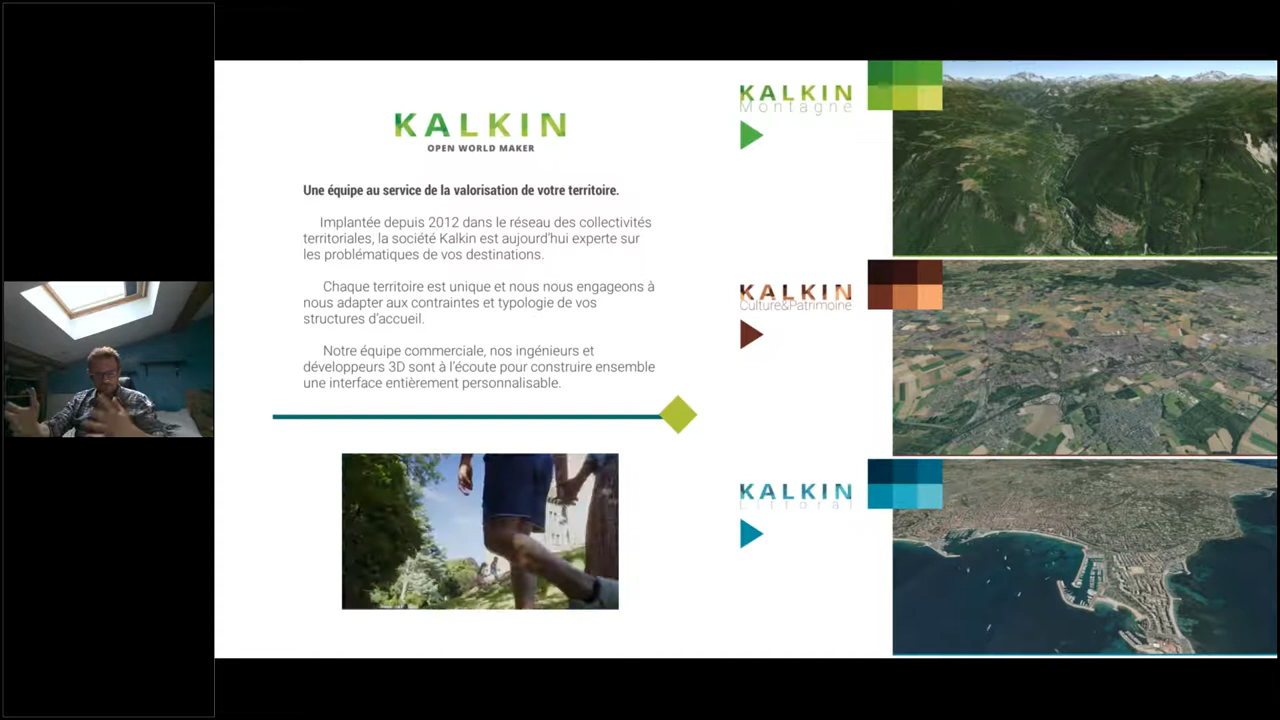 KALKIN
OPEN WORLD MAKER
Une équipe au service de la valorisation de votre territoire.
Implantée depuis 2012 dans le réseau des collectivités
territoriales, la société Kalkin est aujourd'hui experte sur
les problématiques de vos destinations.
Chaque territoire est unique et nous nous engageons à
nous adapter aux contraintes et typologie de vos
structures d'accueil.
Notre équipe commerciale, nos ingénieurs et
développeurs 3D sont à l'écoute pour construire ensemble
une interface entièrement personnalisable.
KALKIN
Montagne
KALKIN
Culture&Patrimoine
KALKIN
Littoral